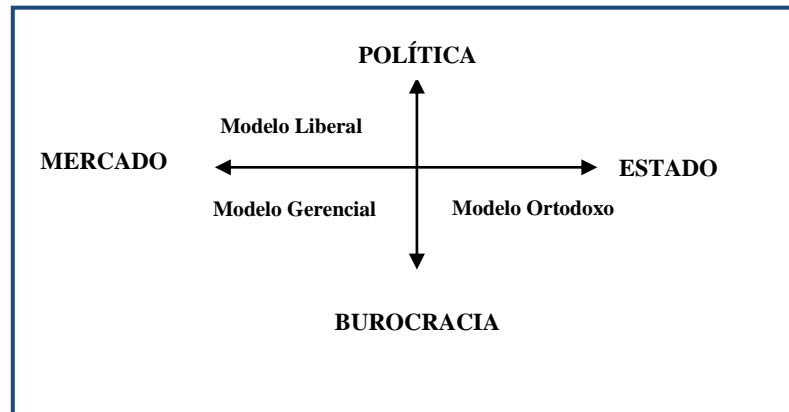 POLÍTICA
Modelo Liberal
MERCADO
ESTADO
Modelo Gerencial
Modelo Ortodoxo
BUROCRACIA